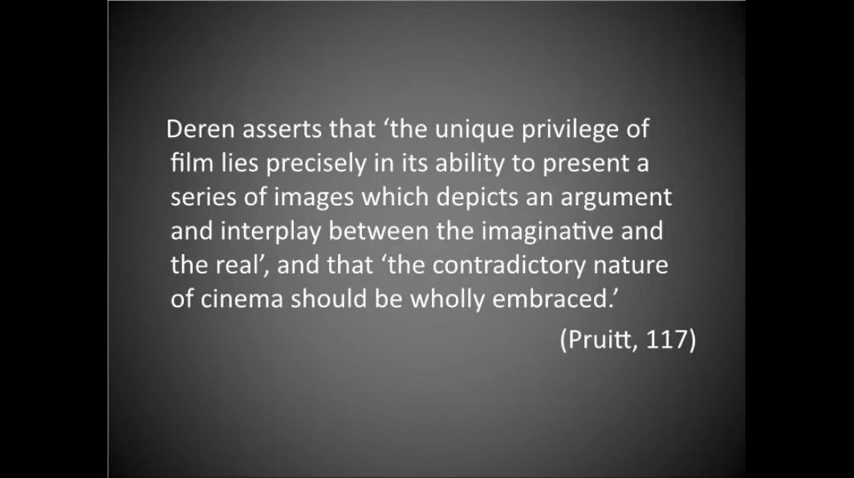 Deren asserts that ‘the unique privilege of
film lies precisely in its ability to present a
series of images which depicts an argument
and interplay between the imaginative and
the real’, and that ‘the contradictory nature
of cinema should be wholly embraced.’
(Pruitt, 117)